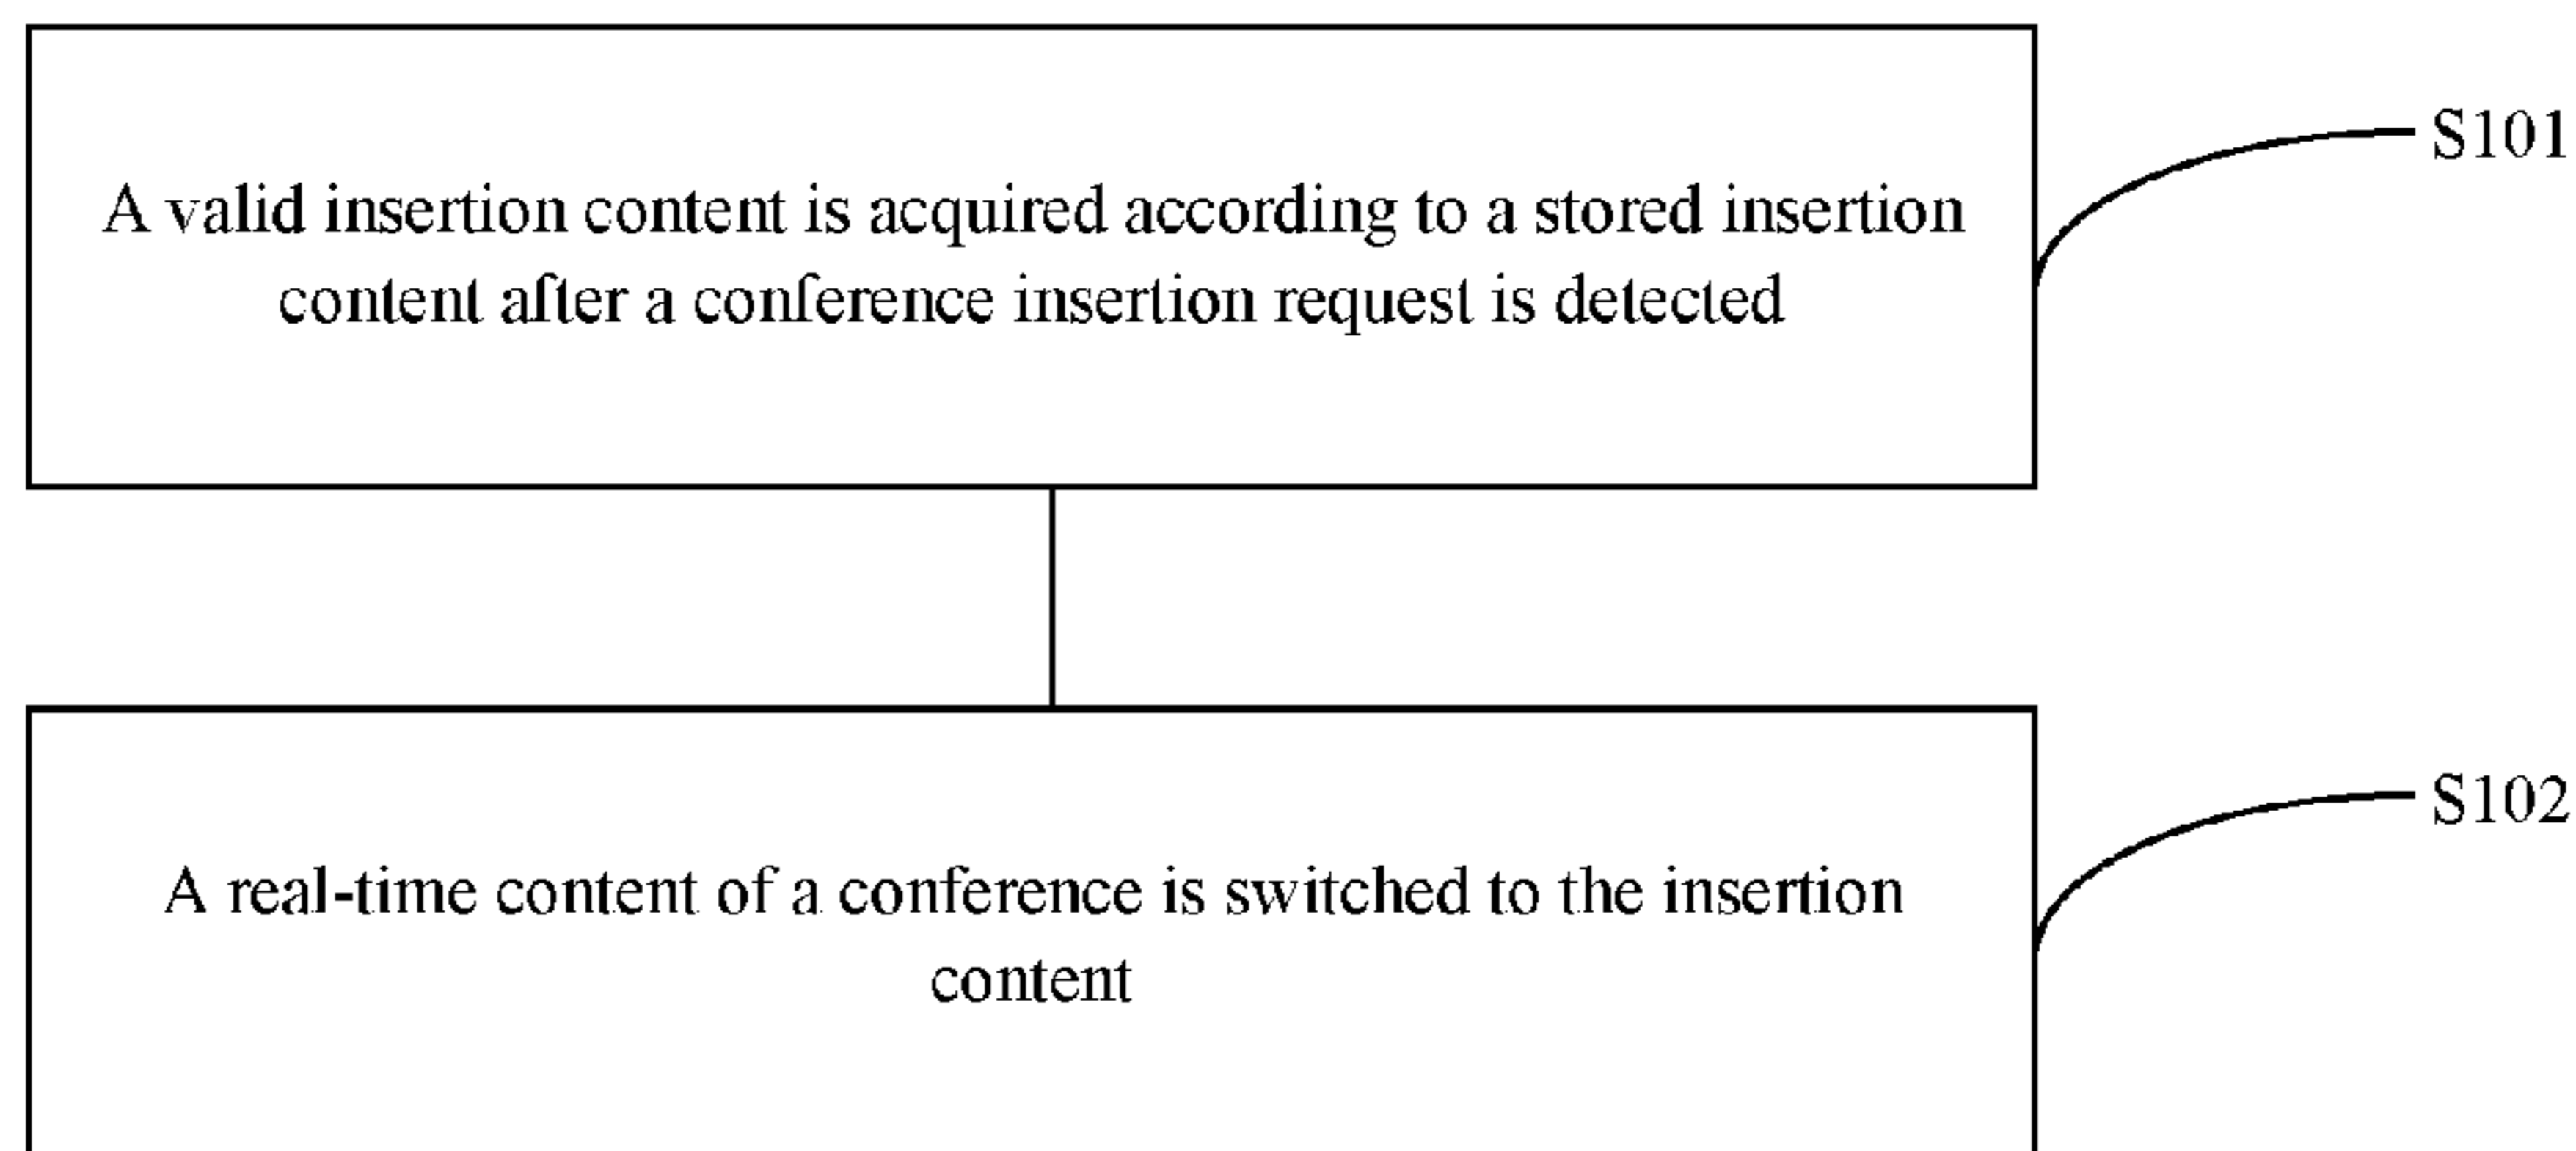 S101
A valid insertion content is acquired according to a stored insertion
content after a conference insertion request is detected
S102
A real-time content of a conference is switched to the insertion
content